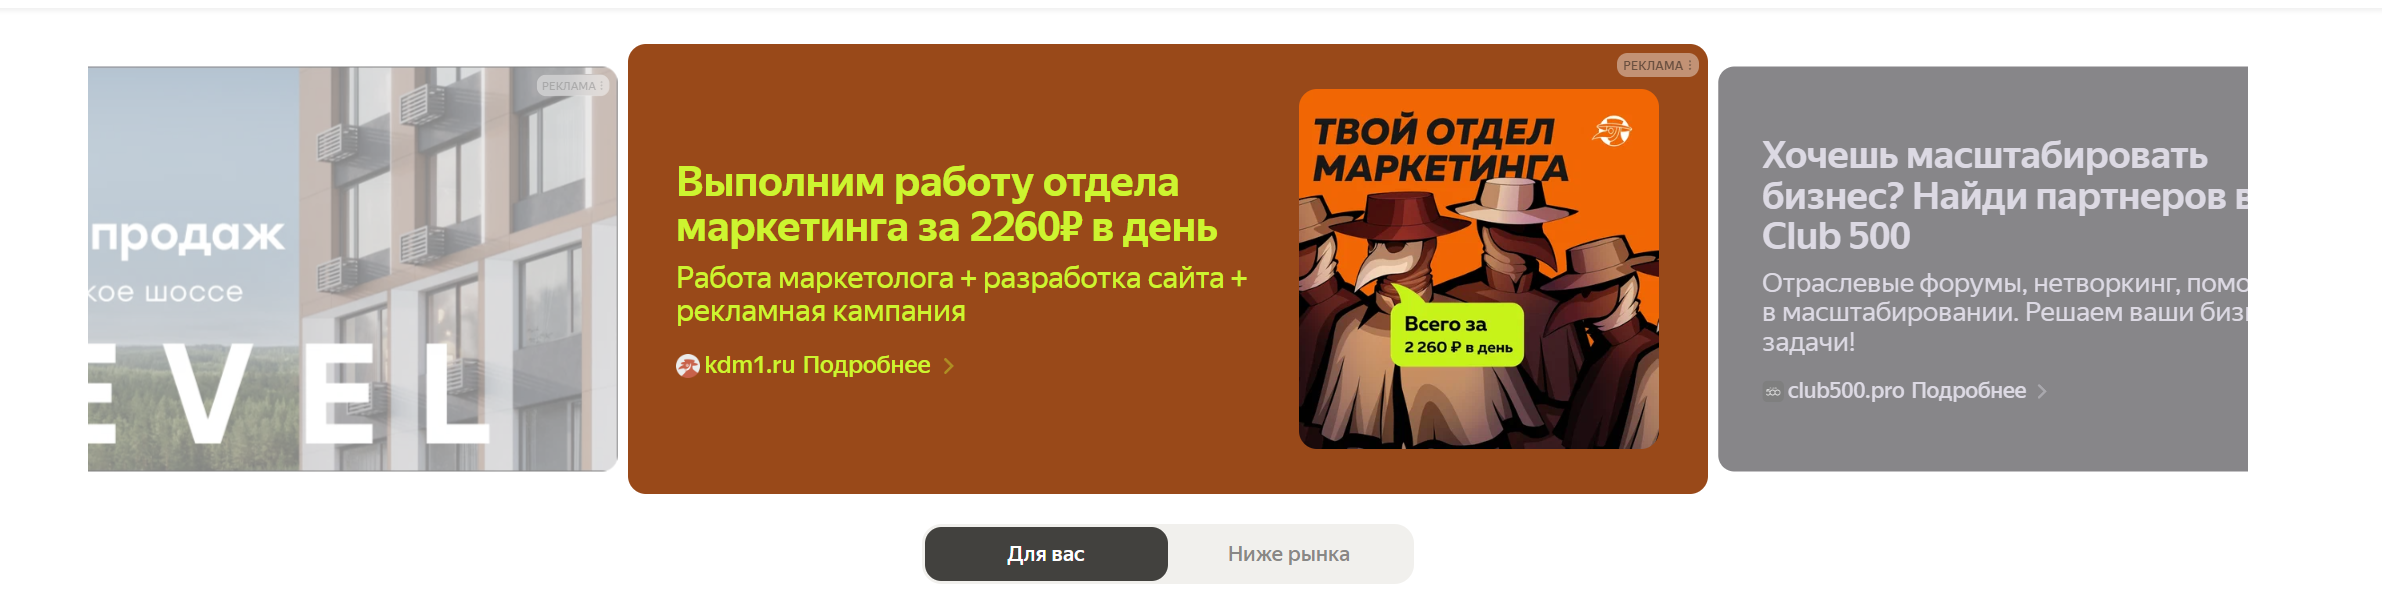 РЕКЛАМА
продаж
кое шоссе
EVEL
РЕКЛАМА
Выполним работу отдела
маркетинга за 2260₽ в день
Работа маркетолога + разработка сайта +
рекламная кампания
kdm1.ru Подробнее
ТВОЙ ОТДЕЛ
МАРКЕТИНГА
Всего за
2 260 ₽ в день
Хочешь масштабировать
бизнес? Найди партнеров в
Club 500
Отраслевые форумы, нетворкинг, помо
в масштабировании. Решаем ваши биз
задачи!
500 club500.pro Подробнее
Для вас
Ниже рынка